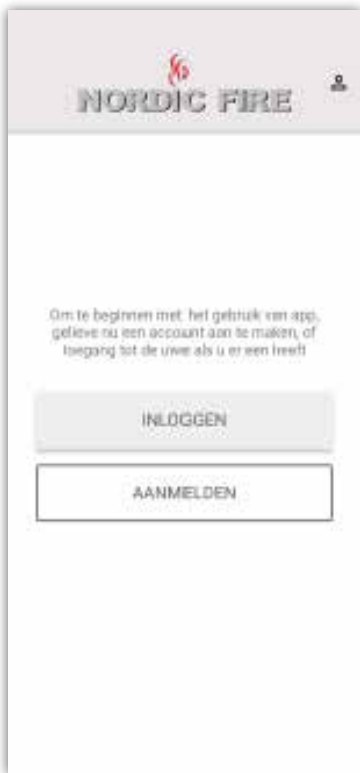 NORDIC FIRE
Om te beginnen met het gebruik van app,
gelieve nu een account aan te maken, of
toegang tot de uwe als u er een heeft
INLOGGEN
AANMELDEN